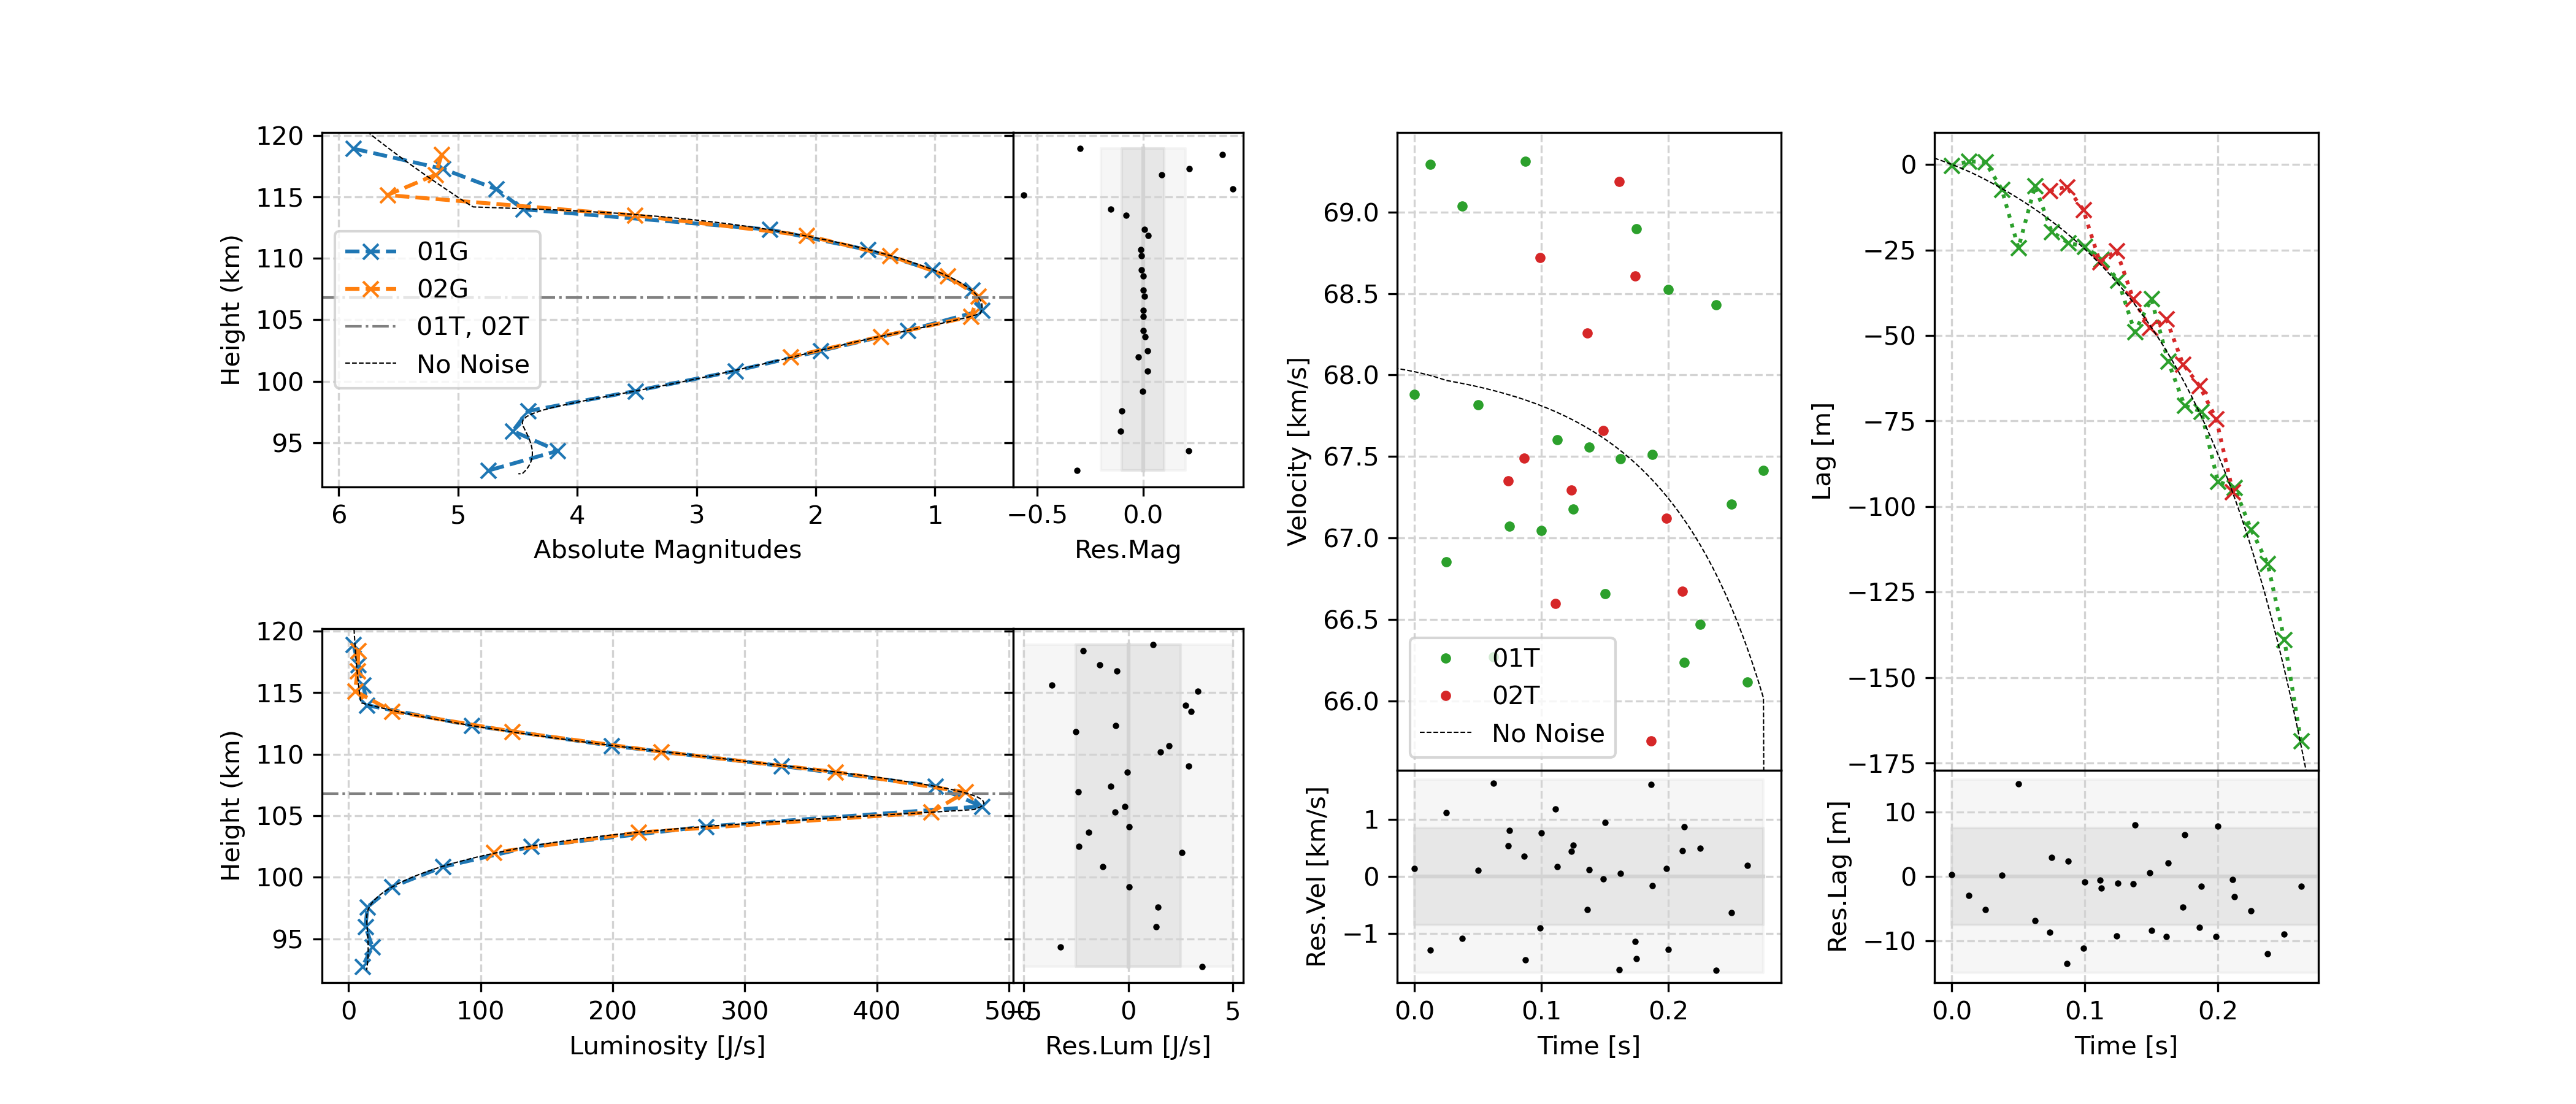 120
115
110
105
100
95
Height (km)
01G
02G
01T, 02T
No Noise
6
5
4
3
2
1
Absolute Magnitudes
−0.5
0.0
Res.Mag
120
115
110
105
100
95
Height (km)
0
100
200
300
400
500
Luminosity [J/s]
−5
0
5
Res.Lum [J/s]
69.0
68.5
68.0
67.5
67.0
66.5
66.0
Velocity [km/s]
01T
02T
No Noise
1
0
−1
Res.Vel [km/s]
0.0
0.1
0.2
Time [s]
0
−25
−50
−75
−100
−125
−150
−175
Lag [m]
10
0
−10
Res.Lag [m]
0.0
0.1
0.2
Time [s]